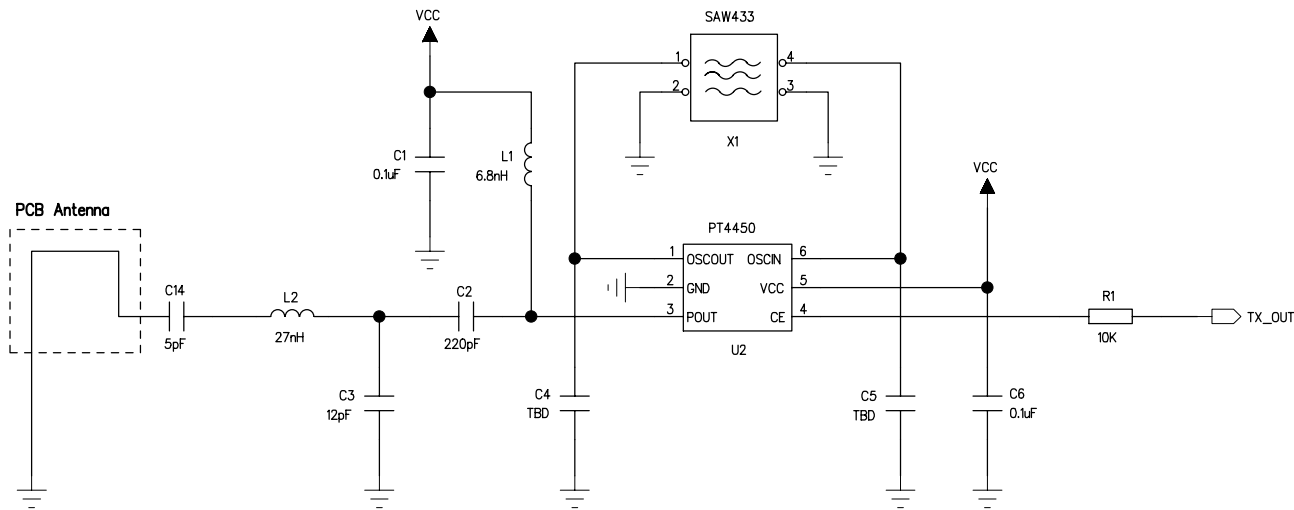 VCC
SAW433
1
4
2
3
X1
C1
0.1uF
L1
6.8nH
VCC
PCB Antenna
PT4450
1
OSCOUT
OSCIN
6
2
GND
VCC
5
3
POUT
CE
4
U2
C14
5pF
L2
27nH
C2
220pF
R1
10K
TX_OUT
C3
12pF
C4
TBD
C5
TBD
C6
0.1uF